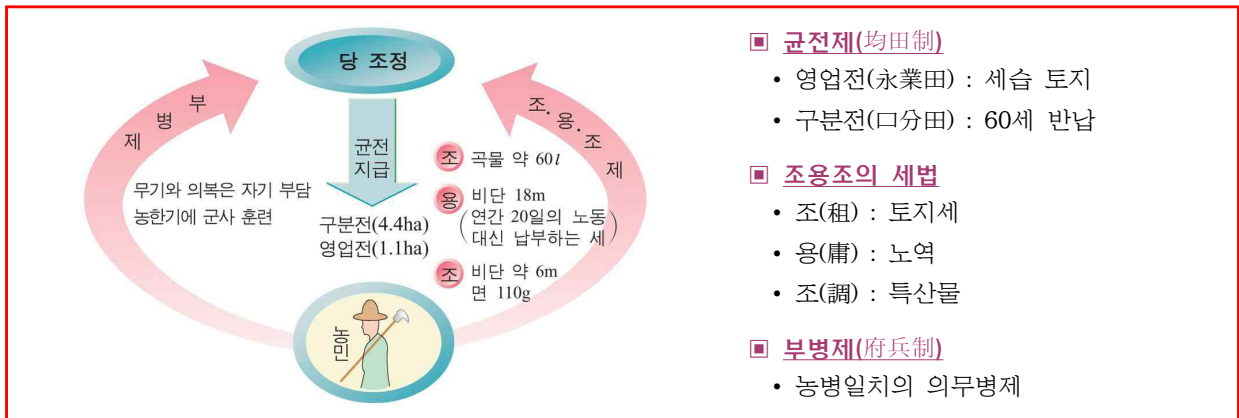 당 조정
부병제
조·용·조제
균전
지급
무기와 의복은 자기 부담
농한기에 군사 훈련
구분전(4.4ha)
영업전(1.1ha)
조 곡물 약 60l
용 비단 18m
(연간 20일의 노동
대신 납부하는 세)
조 비단 약 6m
면 110g
농민
▣ 균전제(均田制)
• 영업전(永業田) : 세습 토지
• 구분전(口分田) : 60세 반납
▣ 조용조의 세법
• 조(租) : 토지세
• 용(庸) : 노역
• 조(調) : 특산물
▣ 부병제(府兵制)
• 농병일치의 의무병제